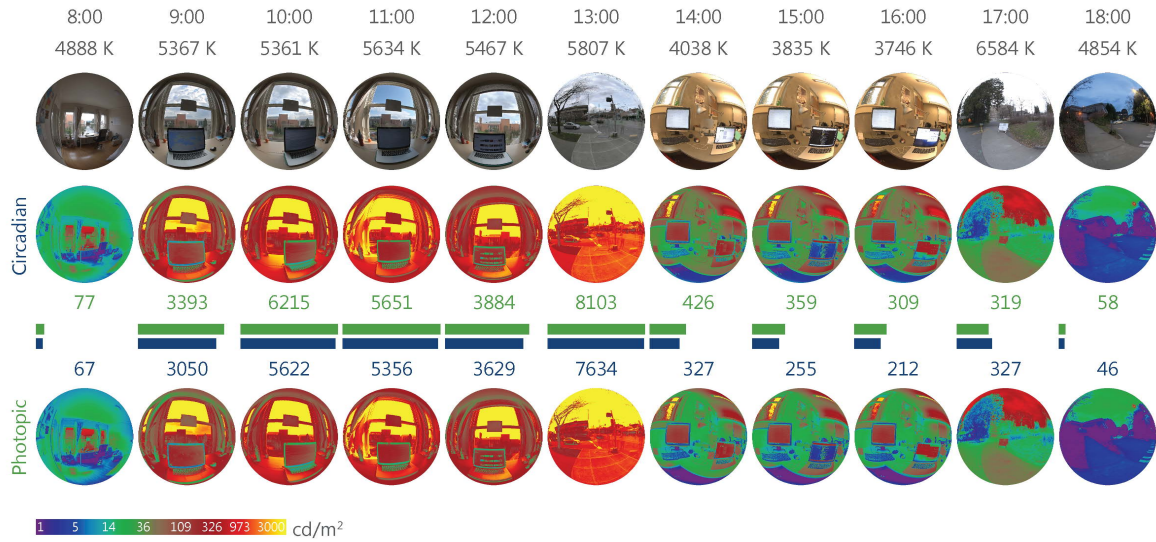 8:00 9:00 10:00 11:00 12:00 13:00 14:00 15:00 16:00 17:00 18:00
4888 K 5367 K 5361 K 5634 K 5467 K 5807 K 4038 K 3835 K 3746 K 6584 K 4854 K
Circadian
77 3393 6215 5651 3884 8103 426 359 309 319 58
67 3050 5622 5356 3629 7634 327 255 212 327 46
Photopic
1 5 14 36 109 326 973 3000 cd/m²